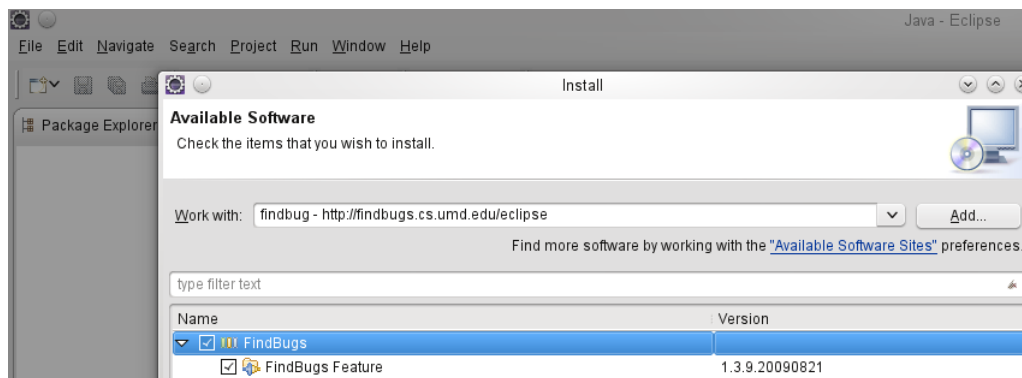 Java - Eclipse
File Edit Navigate Search Project Run Window Help
Install
Package Explorer
Available Software
Check the items that you wish to install.
Work with: findbug - http://findbugs.cs.umd.edu/eclipse Add...
Find more software by working with the "Available Software Sites" preferences.
type filter text
Name Version
FindBugs
FindBugs Feature 1.3.9.20090821